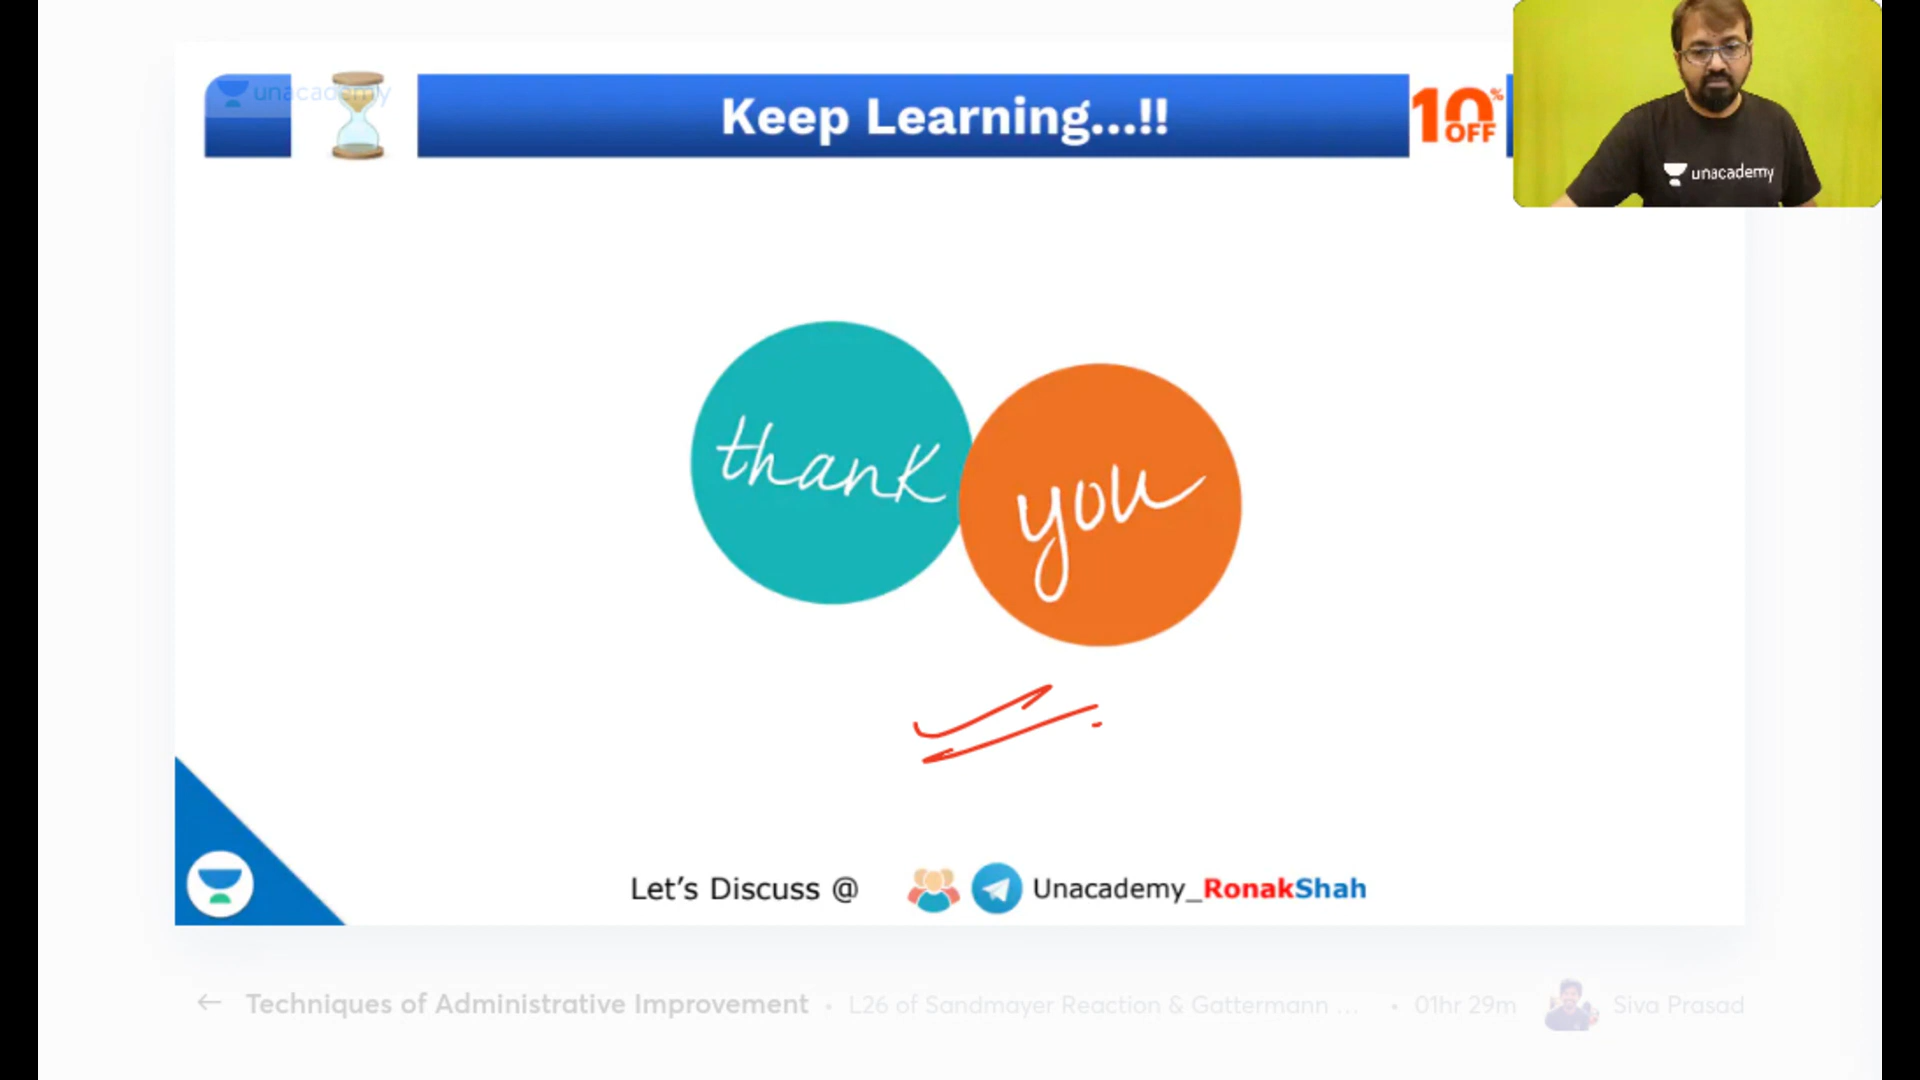 unacademy
Keep Learning...!!
10%
OFF
unacademy
thank
you
Let's Discuss @ Unacademy_RonakShah
← Techniques of Administrative Improvement • L26 of Sandmayer Reaction & Gattermann ... • 01hr 29m Siva Prasad